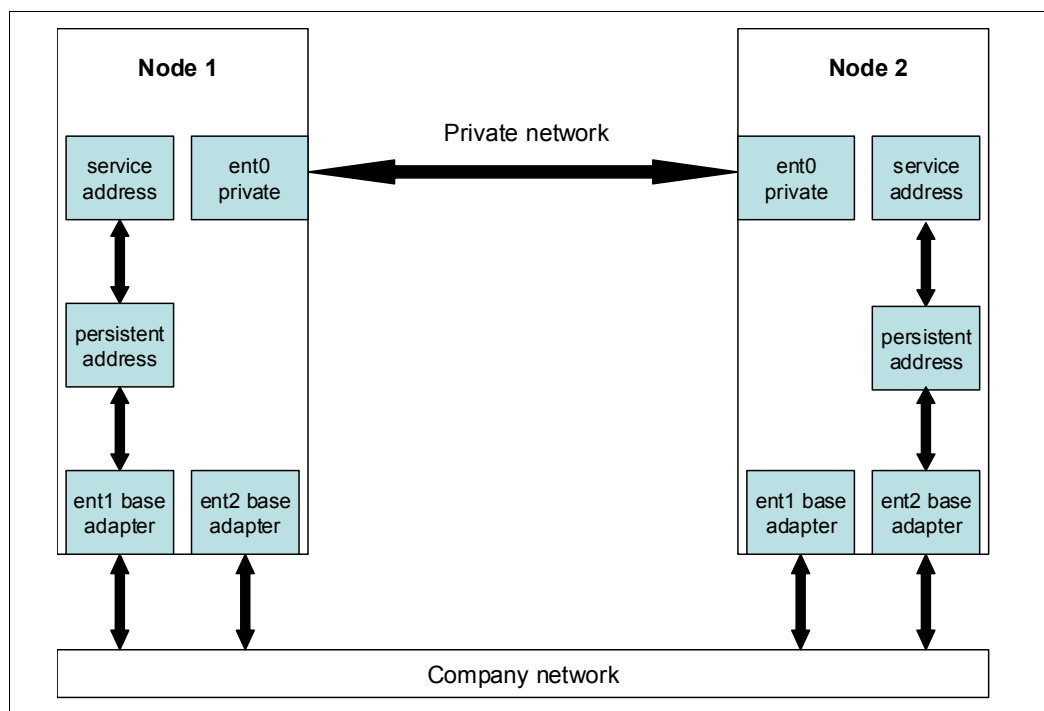 Node 1
Node 2
Private network
service
address
ent0
private
ent0
private
service
address
persistent
address
persistent
address
ent1 base
adapter
ent2 base
adapter
ent1 base
adapter
ent2 base
adapter
Company network